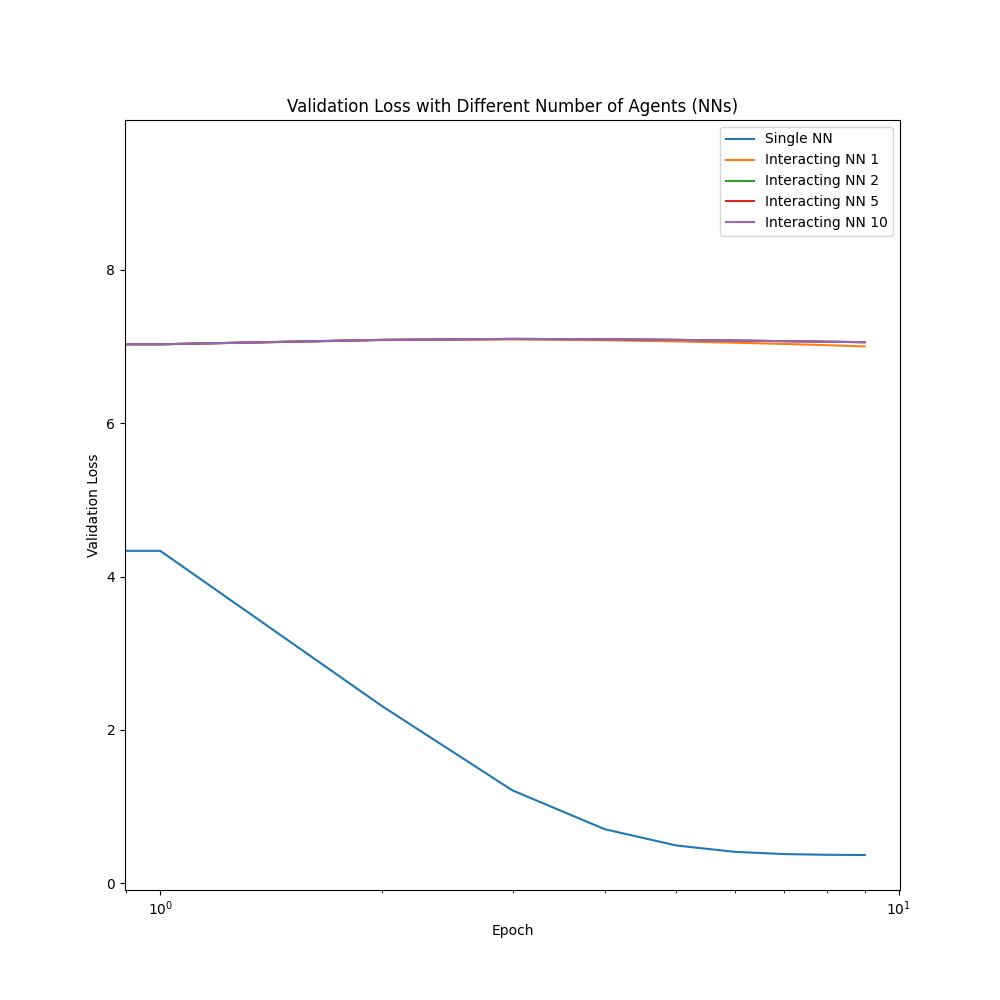 Validation Loss with Different Number of Agents (NNs)
Single NN
Interacting NN 1
Interacting NN 2
Interacting NN 5
Interacting NN 10
8
6
4
2
0
Validation Loss
10⁰
10¹
Epoch